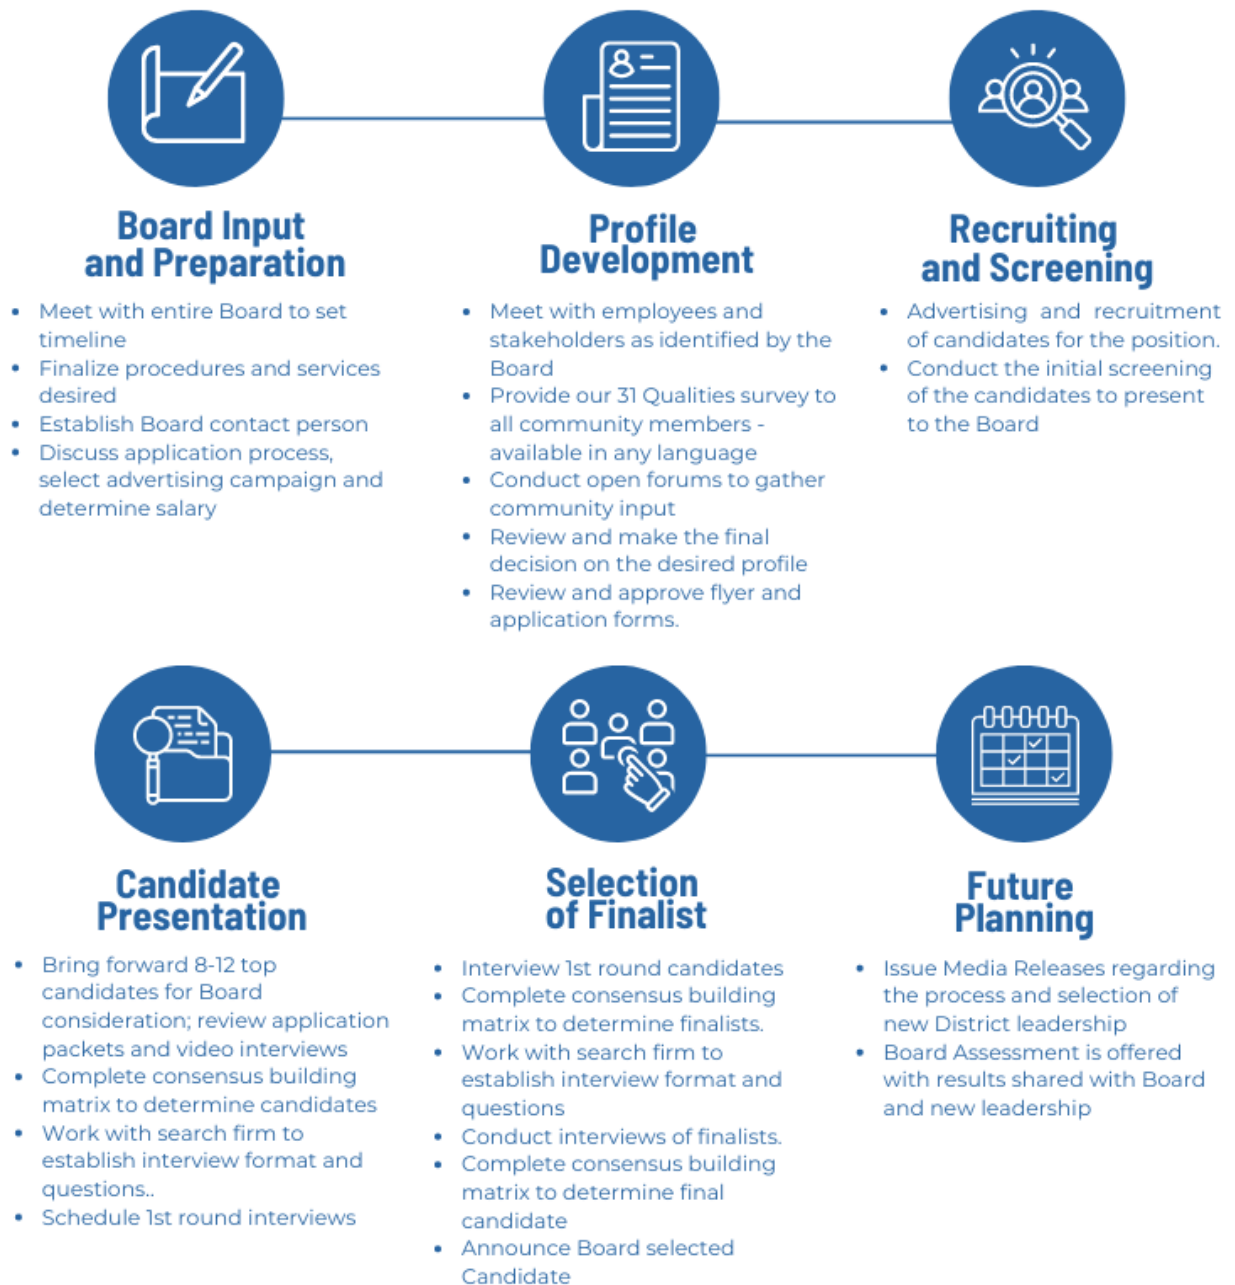 Board Input
and Preparation
• Meet with entire Board to set
timeline
• Finalize procedures and services
desired
• Establish Board contact person
• Discuss application process,
select advertising campaign and
determine salary
Profile
Development
• Meet with employees and
stakeholders as identified by the
Board
• Provide our 31 Qualities survey to
all community members -
available in any language
• Conduct open forums to gather
community input
• Review and make the final
decision on the desired profile
• Review and approve flyer and
application forms.
Recruiting
and Screening
• Advertising and recruitment
of candidates for the position.
• Conduct the initial screening
of the candidates to present
to the Board
Candidate
Presentation
• Bring forward 8-12 top
candidates for Board
consideration; review application
packets and video interviews
• Complete consensus building
matrix to determine candidates
• Work with search firm to
establish interview format and
questions..
• Schedule 1st round interviews
Selection
of Finalist
• Interview 1st round candidates
• Complete consensus building
matrix to determine finalists.
• Work with search firm to
establish interview format and
questions
• Conduct interviews of finalists.
• Complete consensus building
matrix to determine final
candidate
• Announce Board selected
Candidate
Future
Planning
• Issue Media Releases regarding
the process and selection of
new District leadership
• Board Assessment is offered
with results shared with Board
and new leadership